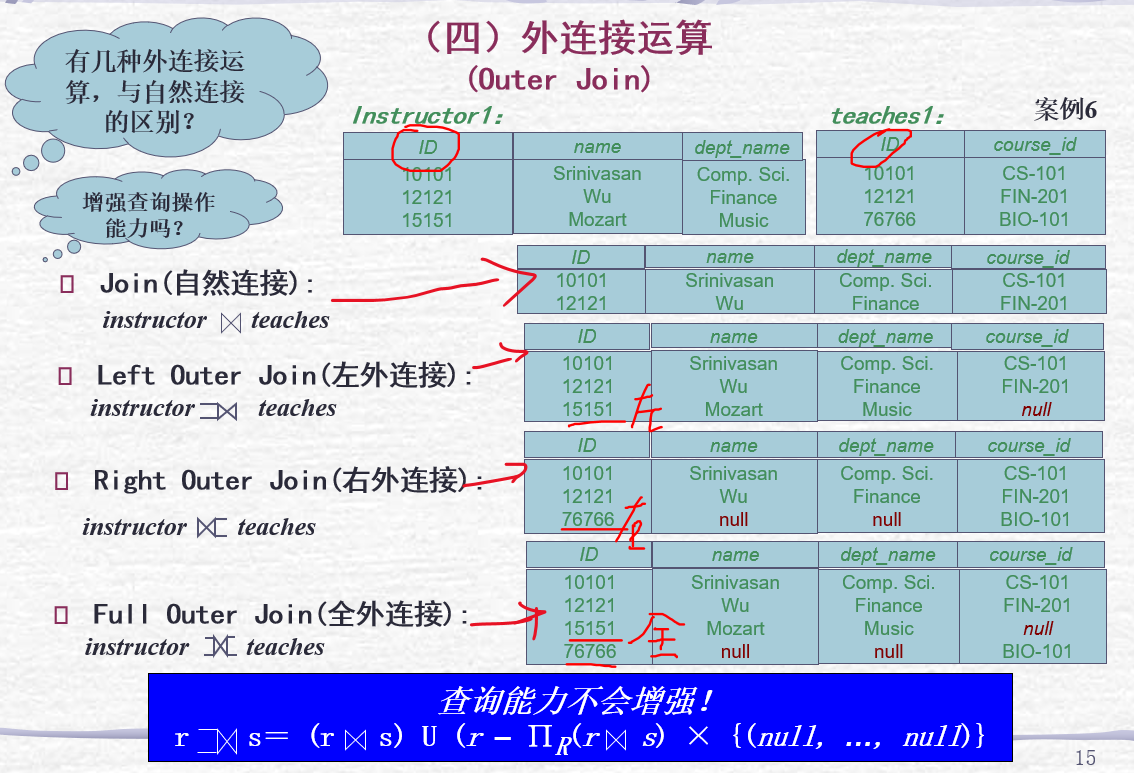 （四）外连接运算
(Outer Join)
有几种外连接运
算，与自然连接
的区别？
增强查询操作
能力吗？
案例6
Instructor1:
ID name dept_name
10101 Srinivasan Comp. Sci.
12121 Wu Finance
15151 Mozart Music
teaches1:
ID course_id
10101 CS-101
12121 FIN-201
76766 BIO-101
Join(自然连接):
instructor ⋈ teaches
ID name dept_name course_id
10101 Srinivasan Comp. Sci. CS-101
12121 Wu Finance FIN-201
Left Outer Join(左外连接):
instructor ⟕ teaches
ID name dept_name course_id
10101 Srinivasan Comp. Sci. CS-101
12121 Wu Finance FIN-201
15151 Mozart Music null
左
Right Outer Join(右外连接):
instructor ⟖ teaches
ID name dept_name course_id
10101 Srinivasan Comp. Sci. CS-101
12121 Wu Finance FIN-201
76766 null null BIO-101
右
Full Outer Join(全外连接):
instructor ⟗ teaches
ID name dept_name course_id
10101 Srinivasan Comp. Sci. CS-101
12121 Wu Finance FIN-201
15151 Mozart Music null
76766 null null BIO-101
全
查询能力不会增强！
r ⟕ s＝ (r ⋈ s) U (r － ∏R(r ⋈ s) × {(null, …, null)}
15